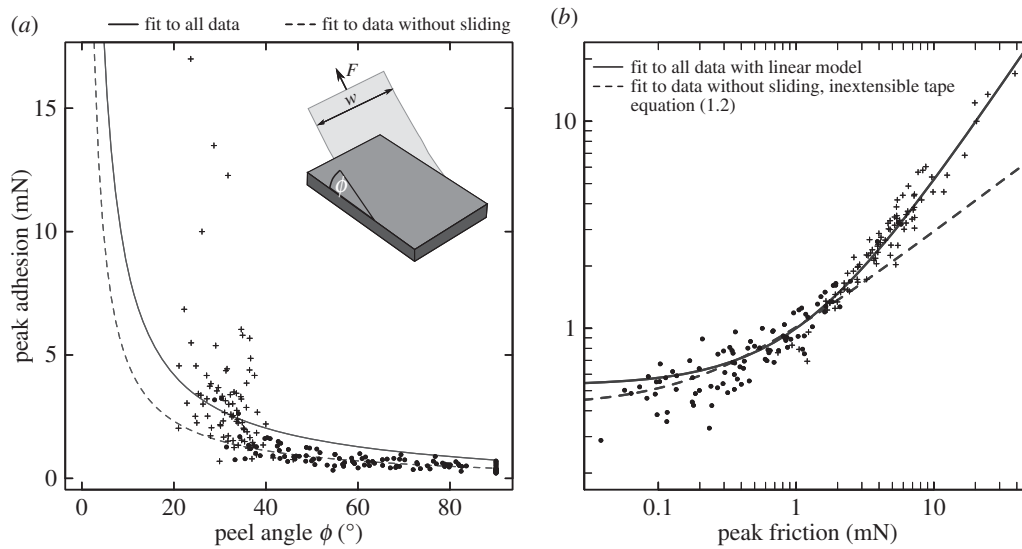 (a)
fit to all data
fit to data without sliding
peak adhesion (mN)
15
10
5
0
F
w
ϕ
0
20
40
60
80
peel angle ϕ (°)
(b)
fit to all data with linear model
fit to data without sliding, inextensible tape
equation (1.2)
10
1
0.1
1
10
peak friction (mN)